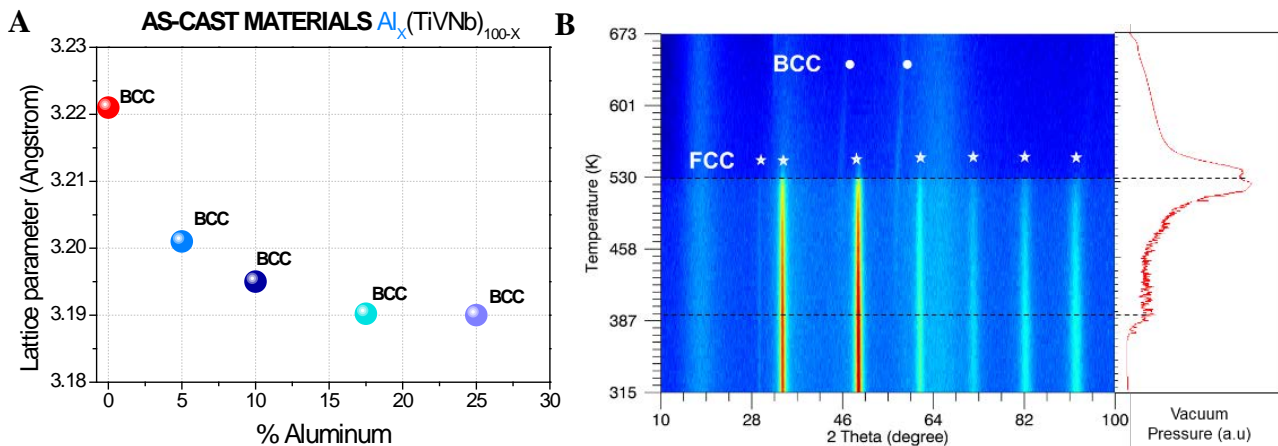 A
AS-CAST MATERIALS Al_X(TiVNb)_{100-X}
Lattice parameter (Angstrom)
3.23
3.22
3.21
3.20
3.19
3.18
BCC
BCC
BCC
BCC
BCC
0 5 10 15 20 25 30
% Aluminum
B
Temperature (K)
673
601
530
458
387
315
BCC
FCC
10 28 46 64 82 100
2 Theta (degree)
Vacuum
Pressure (a.u)